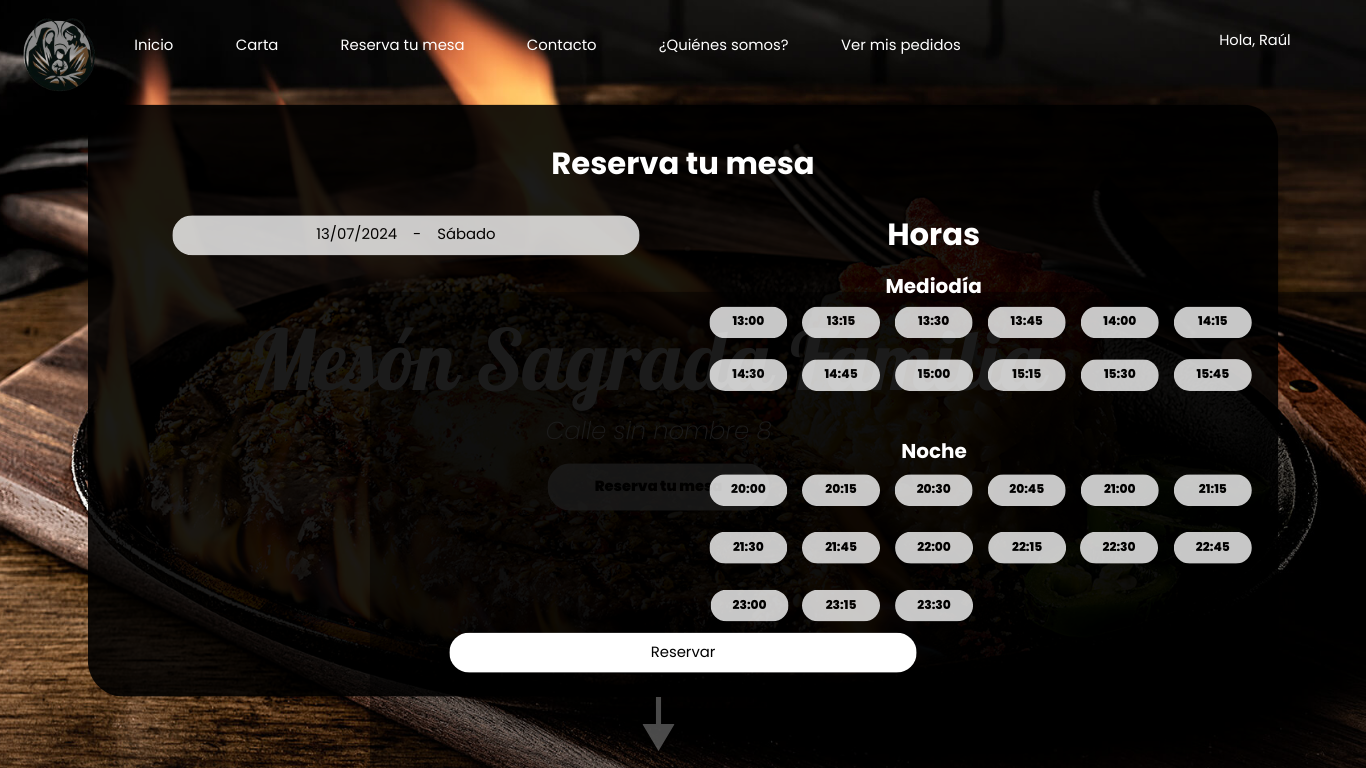 Inicio Carta Reserva tu mesa Contacto ¿Quiénes somos? Ver mis pedidos Hola, Raúl
Reserva tu mesa
13/07/2024 - Sábado
Horas
Mediodía
13:00 13:15 13:30 13:45 14:00 14:15
Mesón Sagrada Familia
14:30 14:45 15:00 15:15 15:30 15:45
Calle sin nombre 8
Noche
Reserva tu mesa
20:00 20:15 20:30 20:45 21:00 21:15
21:30 21:45 22:00 22:15 22:30 22:45
23:00 23:15 23:30
Reservar